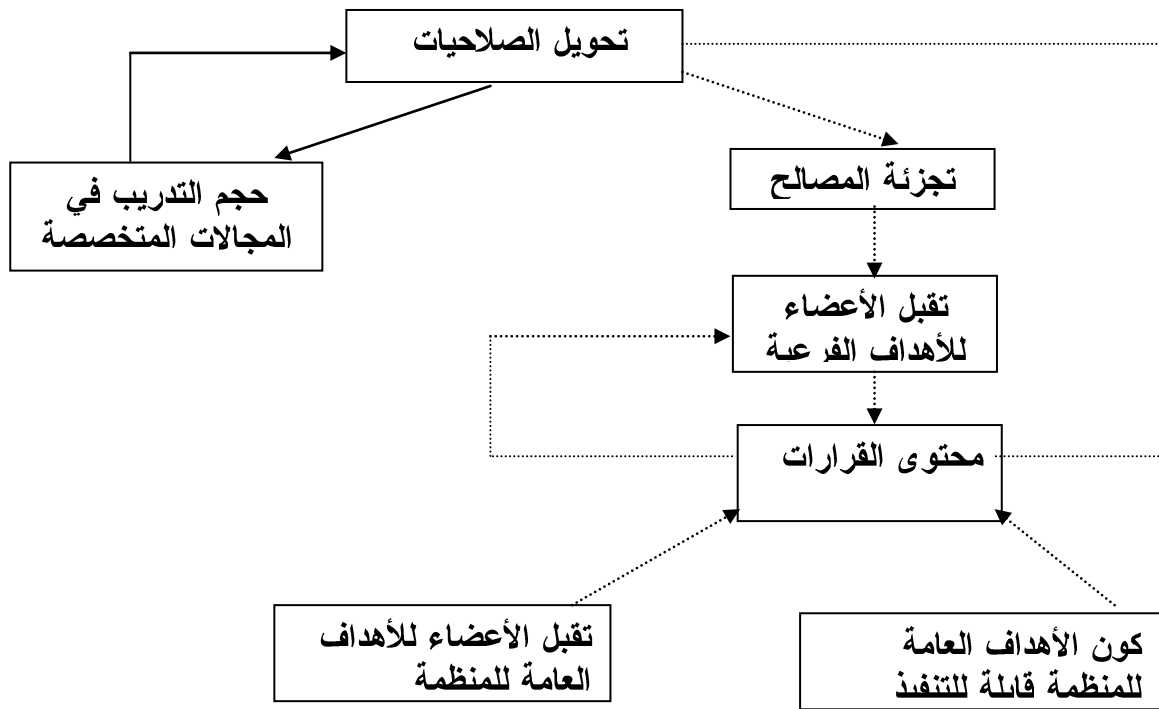 تحويل الصلاحيات
تجزئة المصالح
حجم التدريب في
المجالات المتخصصة
تقبل الأعضاء
للأهداف الفرعية
محتوى القرارات
كون الأهداف العامة
للمنظمة قابلة للتنفيذ
تقبل الأعضاء للأهداف
العامة للمنظمة